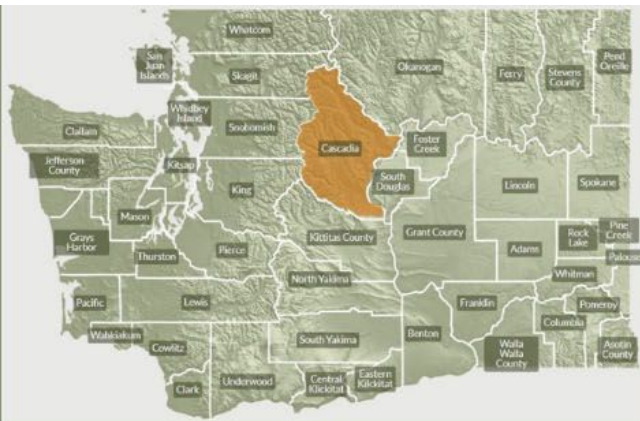 Whatcom
San
Juan
Islands
Skagit
Okanogan
Ferry
Stevens
County
Pend
Oreille
Whidbey
Island
Snohomish
Clallam
Cascadia
Foster
Creek
Jefferson
County
Kitsap
King
South
Douglas
Lincoln
Spokane
Mason
Grays
Harbor
Thurston
Pierce
Kittitas County
Grant County
Adams
Rock
Lake
Pine
Creek
Palouse
Whitman
North Yakima
Pacific
Lewis
Franklin
Pomeroy
Columbia
Wahkiakum
Cowlitz
South Yakima
Benton
Walla
Walla
County
Asotin
County
Clark
Underwood
Central
Klickitat
Eastern
Klickitat